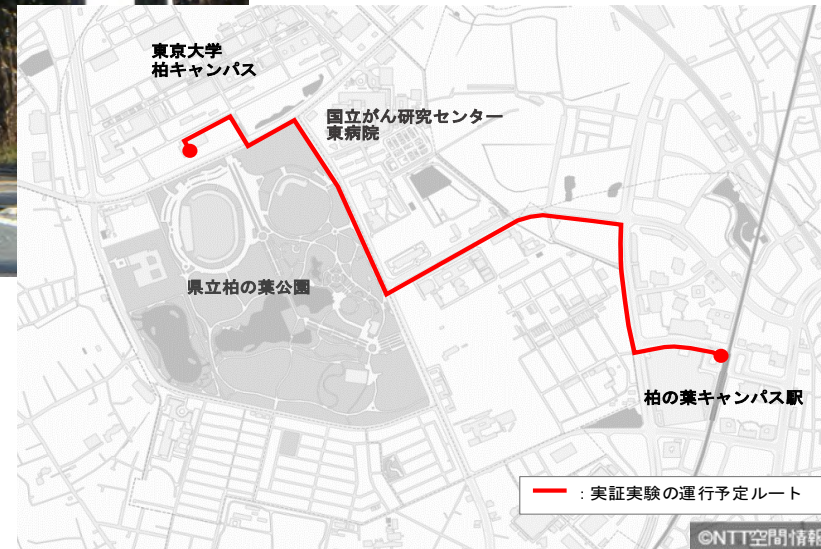 東京大学
柏キャンパス
国立がん研究センター
東病院
県立柏の葉公園
柏の葉キャンパス駅
：実証実験の運行予定ルート
©NTT空間情報